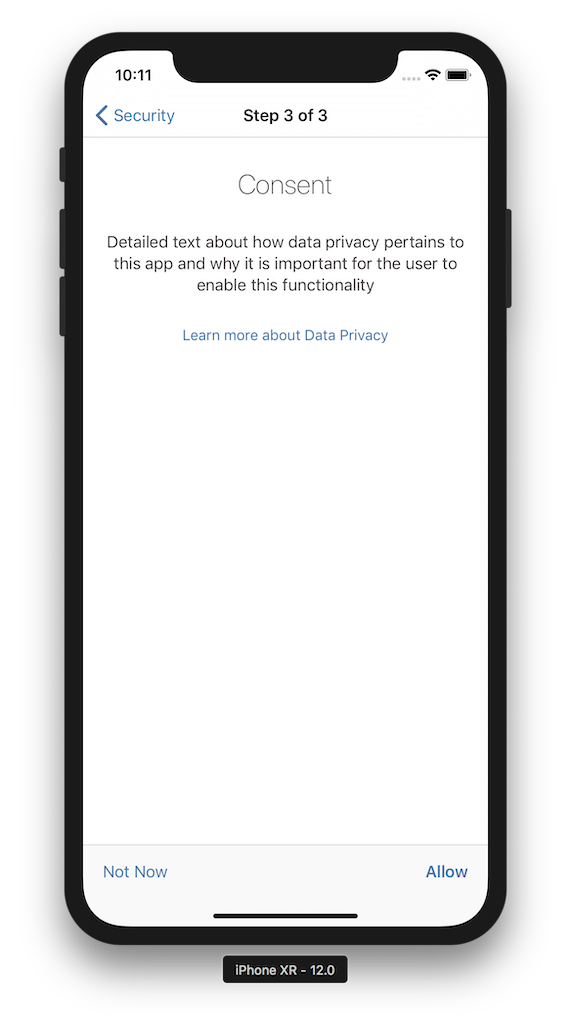 10:11
Security
Step 3 of 3
Consent
Detailed text about how data privacy pertains to
this app and why it is important for the user to
enable this functionality
Learn more about Data Privacy
Not Now
Allow
iPhone XR - 12.0